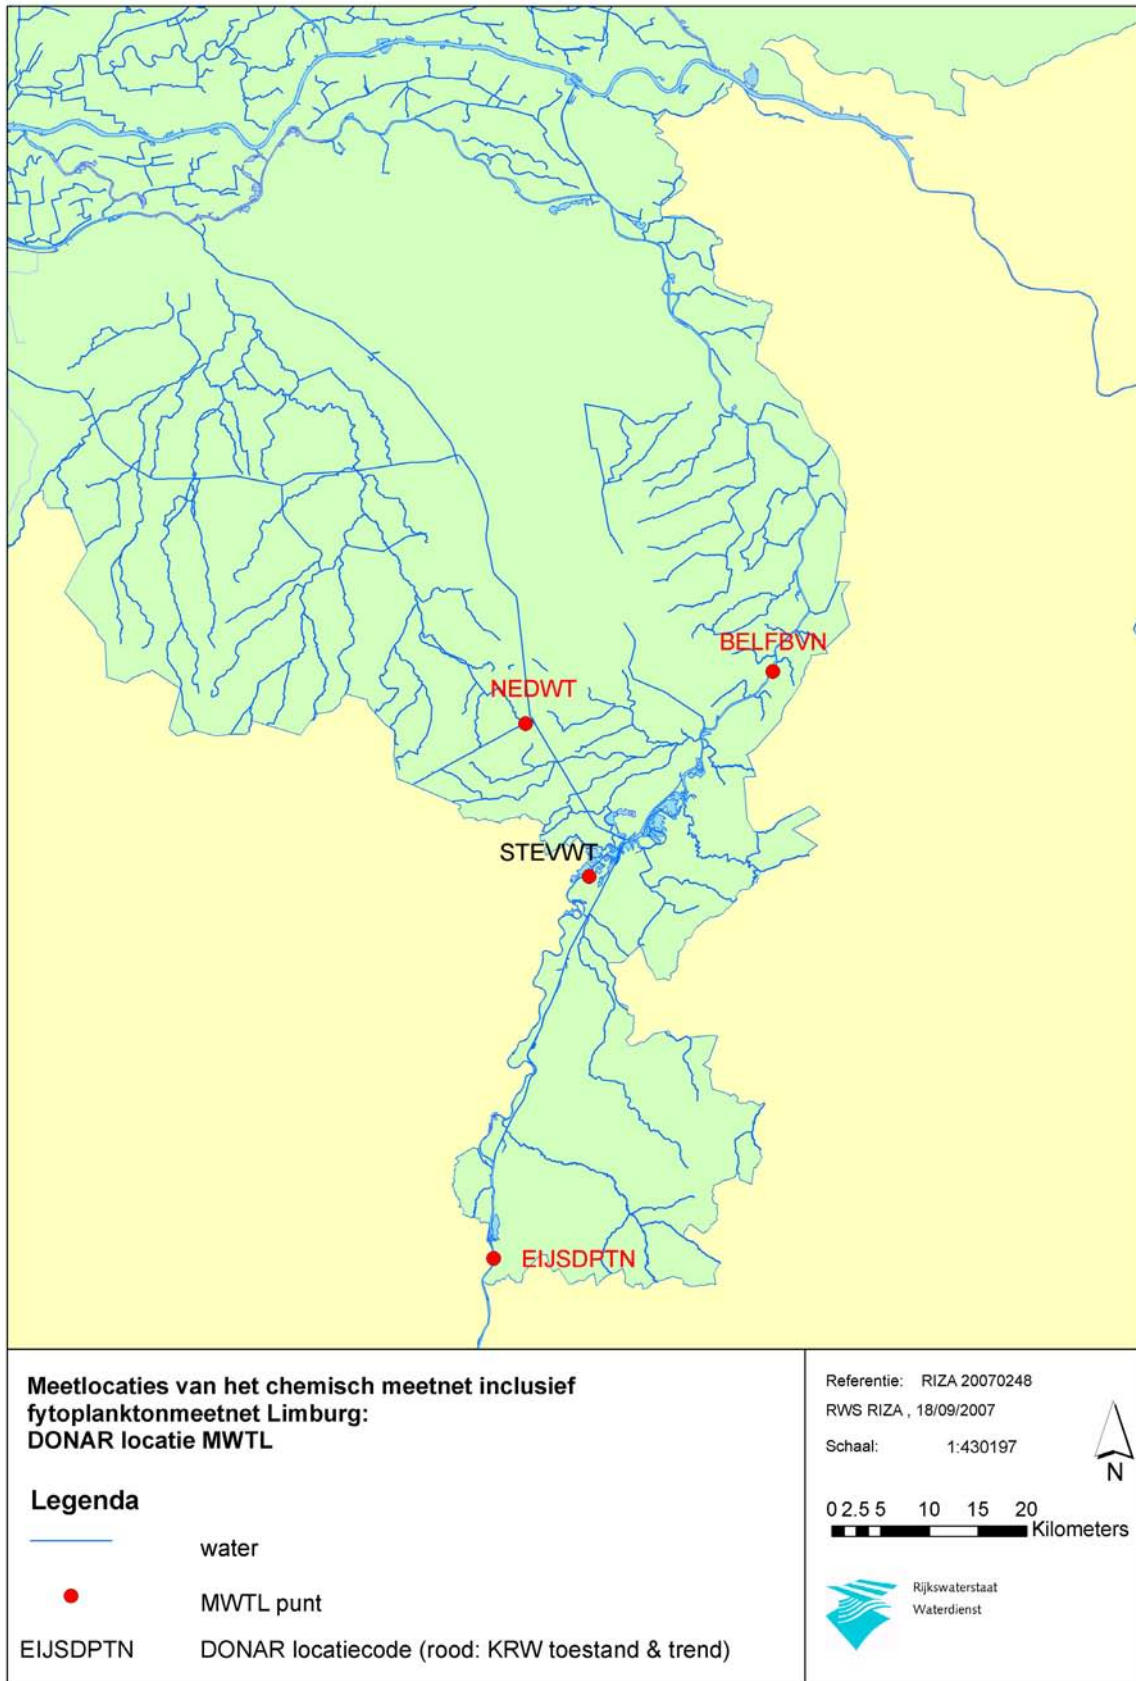 BELFBVN
NEDWT
STEVWT
EIJSDPTN
Meetlocaties van het chemisch meetnet inclusief
fytoplanktonmeetnet Limburg:
DONAR locatie MWTL
Legenda
water
MWTL punt
EIJSDPTN DONAR locatiecode (rood: KRW toestand & trend)
Referentie: RIZA 20070248
RWS RIZA , 18/09/2007
Schaal: 1:430197
N
0 2.5 5 10 15 20
Kilometers
Rijkswaterstaat
Waterdienst